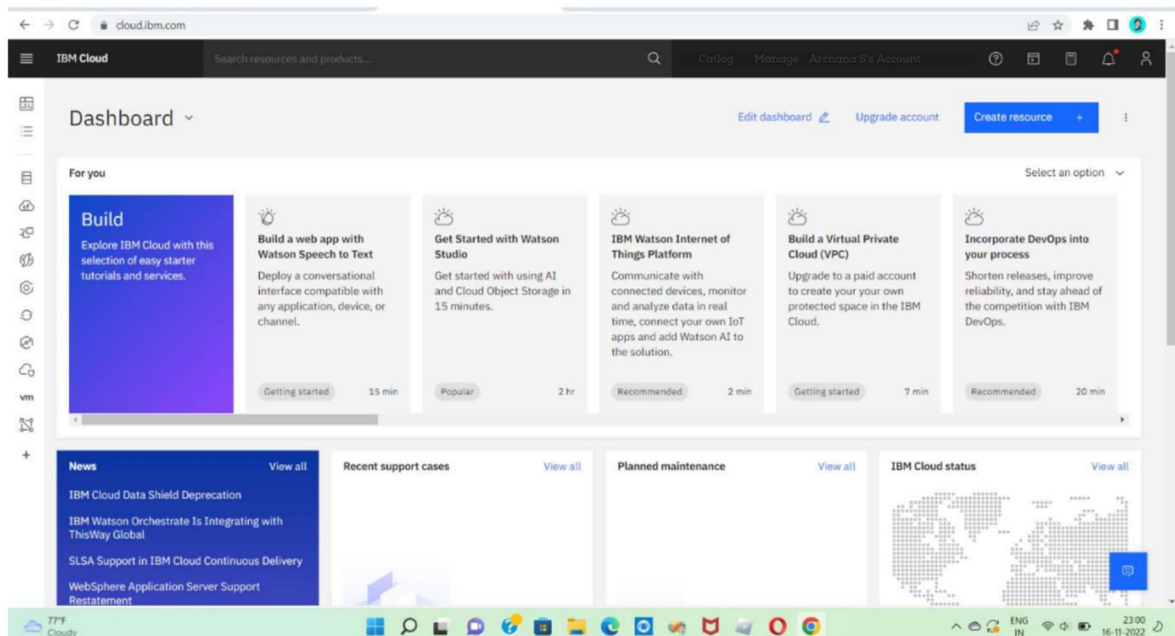 cloud.ibm.com
IBM Cloud
Search resources and products...
Catlog Manage Archana S's Account
Dashboard
Edit dashboard
Upgrade account
Create resource +
For you
Select an option
Build
Explore IBM Cloud with this
selection of easy starter
tutorials and services.
Build a web app with
Watson Speech to Text
Deploy a conversational
interface compatible with
any application, device, or
channel.
Getting started 15 min
Get Started with Watson
Studio
Get started with using AI
and Cloud Object Storage in
15 minutes.
Popular 2 hr
IBM Watson Internet of
Things Platform
Communicate with
connected devices, monitor
and analyze data in real
time, connect your own IoT
apps and add Watson AI to
the solution.
Recommended 2 min
Build a Virtual Private
Cloud (VPC)
Upgrade to a paid account
to create your your own
protected space in the IBM
Cloud.
Getting started 7 min
Incorporate DevOps into
your process
Shorten releases, improve
reliability, and stay ahead of
the competition with IBM
DevOps.
Recommended 20 min
vm
News View all
IBM Cloud Data Shield Deprecation
IBM Watson Orchestrate Is Integrating with
ThisWay Global
SLSA Support in IBM Cloud Continuous Delivery
WebSphere Application Server Support
Restatement
Recent support cases View all
Planned maintenance View all
IBM Cloud status View all
77°F
Cloudy
ENG
IN
23:00
16-11-2022